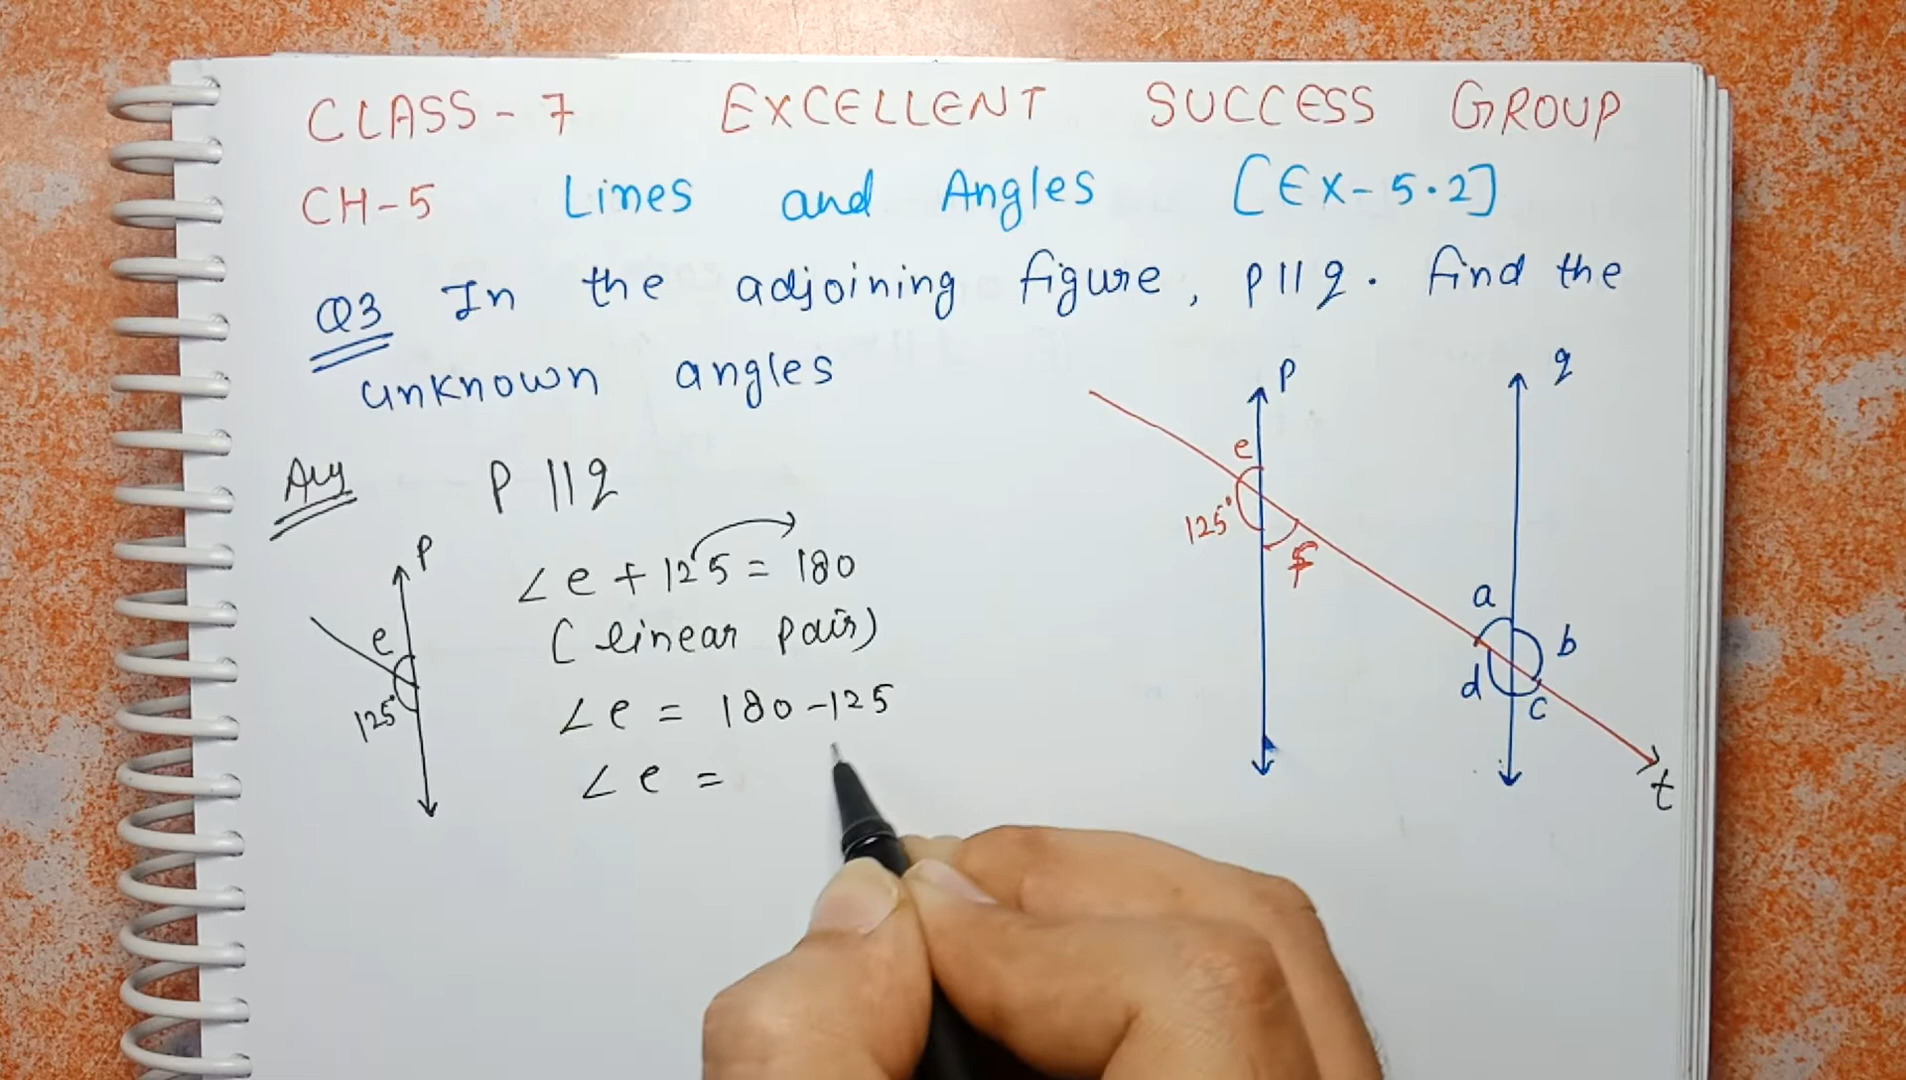 CLASS-7 EXCELLENT SUCCESS GROUP
CH-5 Lines and Angles [EX-5.2]
Q3 In the adjoining figure, P||q. find the
unknown angles
Ans P||q
∠e + 125 = 180
(linear pair)
∠e = 180-125
∠e =
P
e
125°
P
q
e
125°
f
a
b
d
c
t